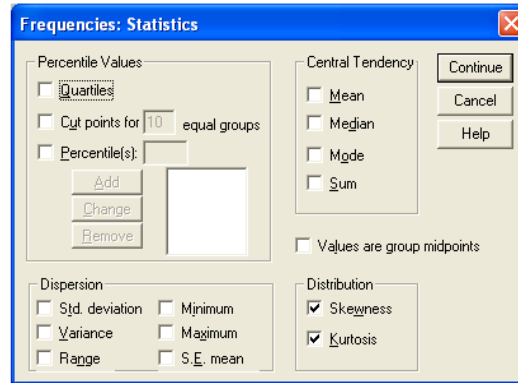 Frequencies: Statistics
Percentile Values
Quartiles
Cut points for 10 equal groups
Percentile(s):
Add
Change
Remove
Central Tendency
Mean
Median
Mode
Sum
Continue
Cancel
Help
Values are group midpoints
Dispersion
Std. deviation
Minimum
Variance
Maximum
Range
S.E. mean
Distribution
Skewness
Kurtosis